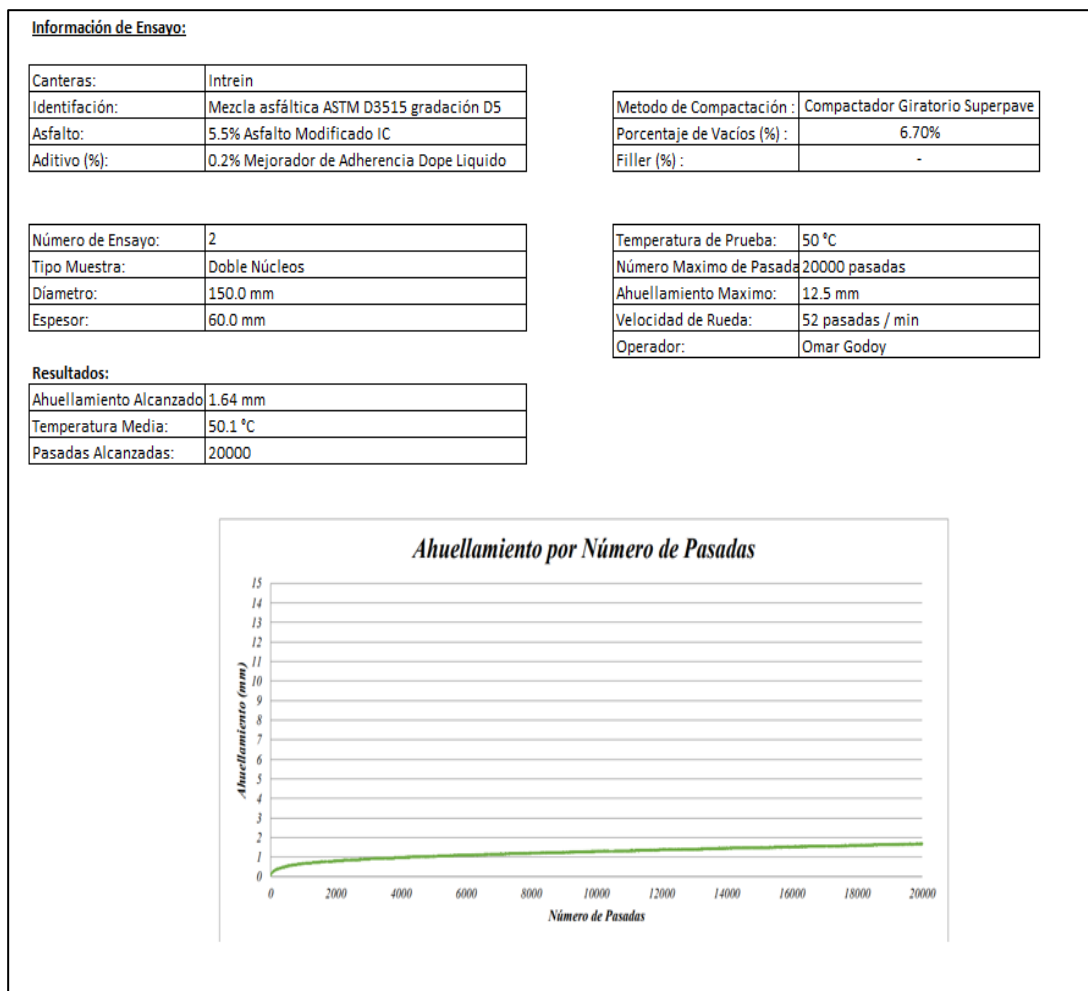 Información de Ensayo:
Canteras: Intrein
Identifación: Mezcla asfáltica ASTM D3515 gradación D5
Asfalto: 5.5% Asfalto Modificado IC
Aditivo (%): 0.2% Mejorador de Adherencia Dope Liquido
Metodo de Compactación : Compactador Giratorio Superpave
Porcentaje de Vacíos (%) : 6.70%
Filler (%) : -
Número de Ensayo: 2
Tipo Muestra: Doble Núcleos
Díametro: 150.0 mm
Espesor: 60.0 mm
Temperatura de Prueba: 50 °C
Número Maximo de Pasada 20000 pasadas
Ahuellamiento Maximo: 12.5 mm
Velocidad de Rueda: 52 pasadas / min
Operador: Omar Godoy
Resultados:
Ahuellamiento Alcanzado 1.64 mm
Temperatura Media: 50.1 °C
Pasadas Alcanzadas: 20000
Ahuellamiento por Número de Pasadas
Ahuellamiento (mm)
15
14
13
12
11
10
9
8
7
6
5
4
3
2
1
0
0 2000 4000 6000 8000 10000 12000 14000 16000 18000 20000
Número de Pasadas